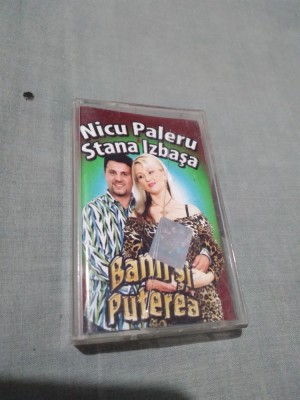 Nicu Paleru
Stana Izbaşa
Banii şi
Puterea